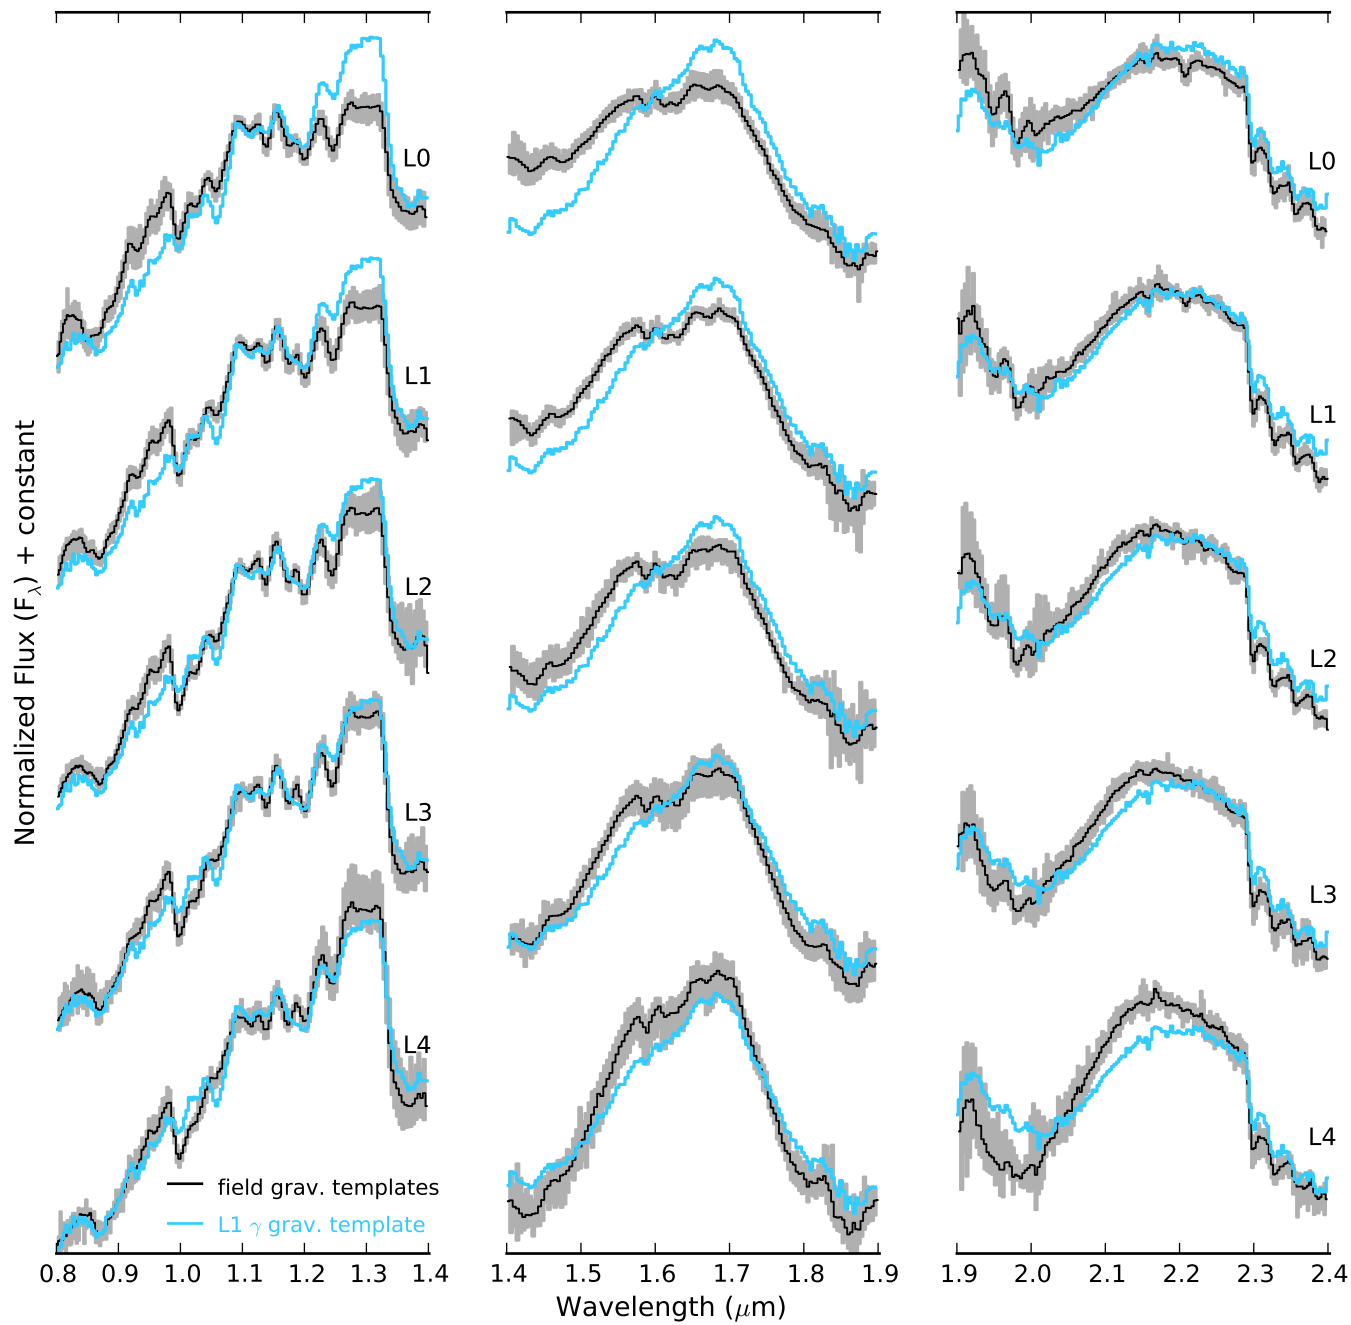 L0
L0
L1
L1
L2
L2
L3
L3
L4
L4
Normalized Flux (Fλ) + constant
field grav. templates
L1 γ grav. template
0.8 0.9 1.0 1.1 1.2 1.3 1.4
1.4 1.5 1.6 1.7 1.8 1.9
1.9 2.0 2.1 2.2 2.3 2.4
Wavelength (μm)